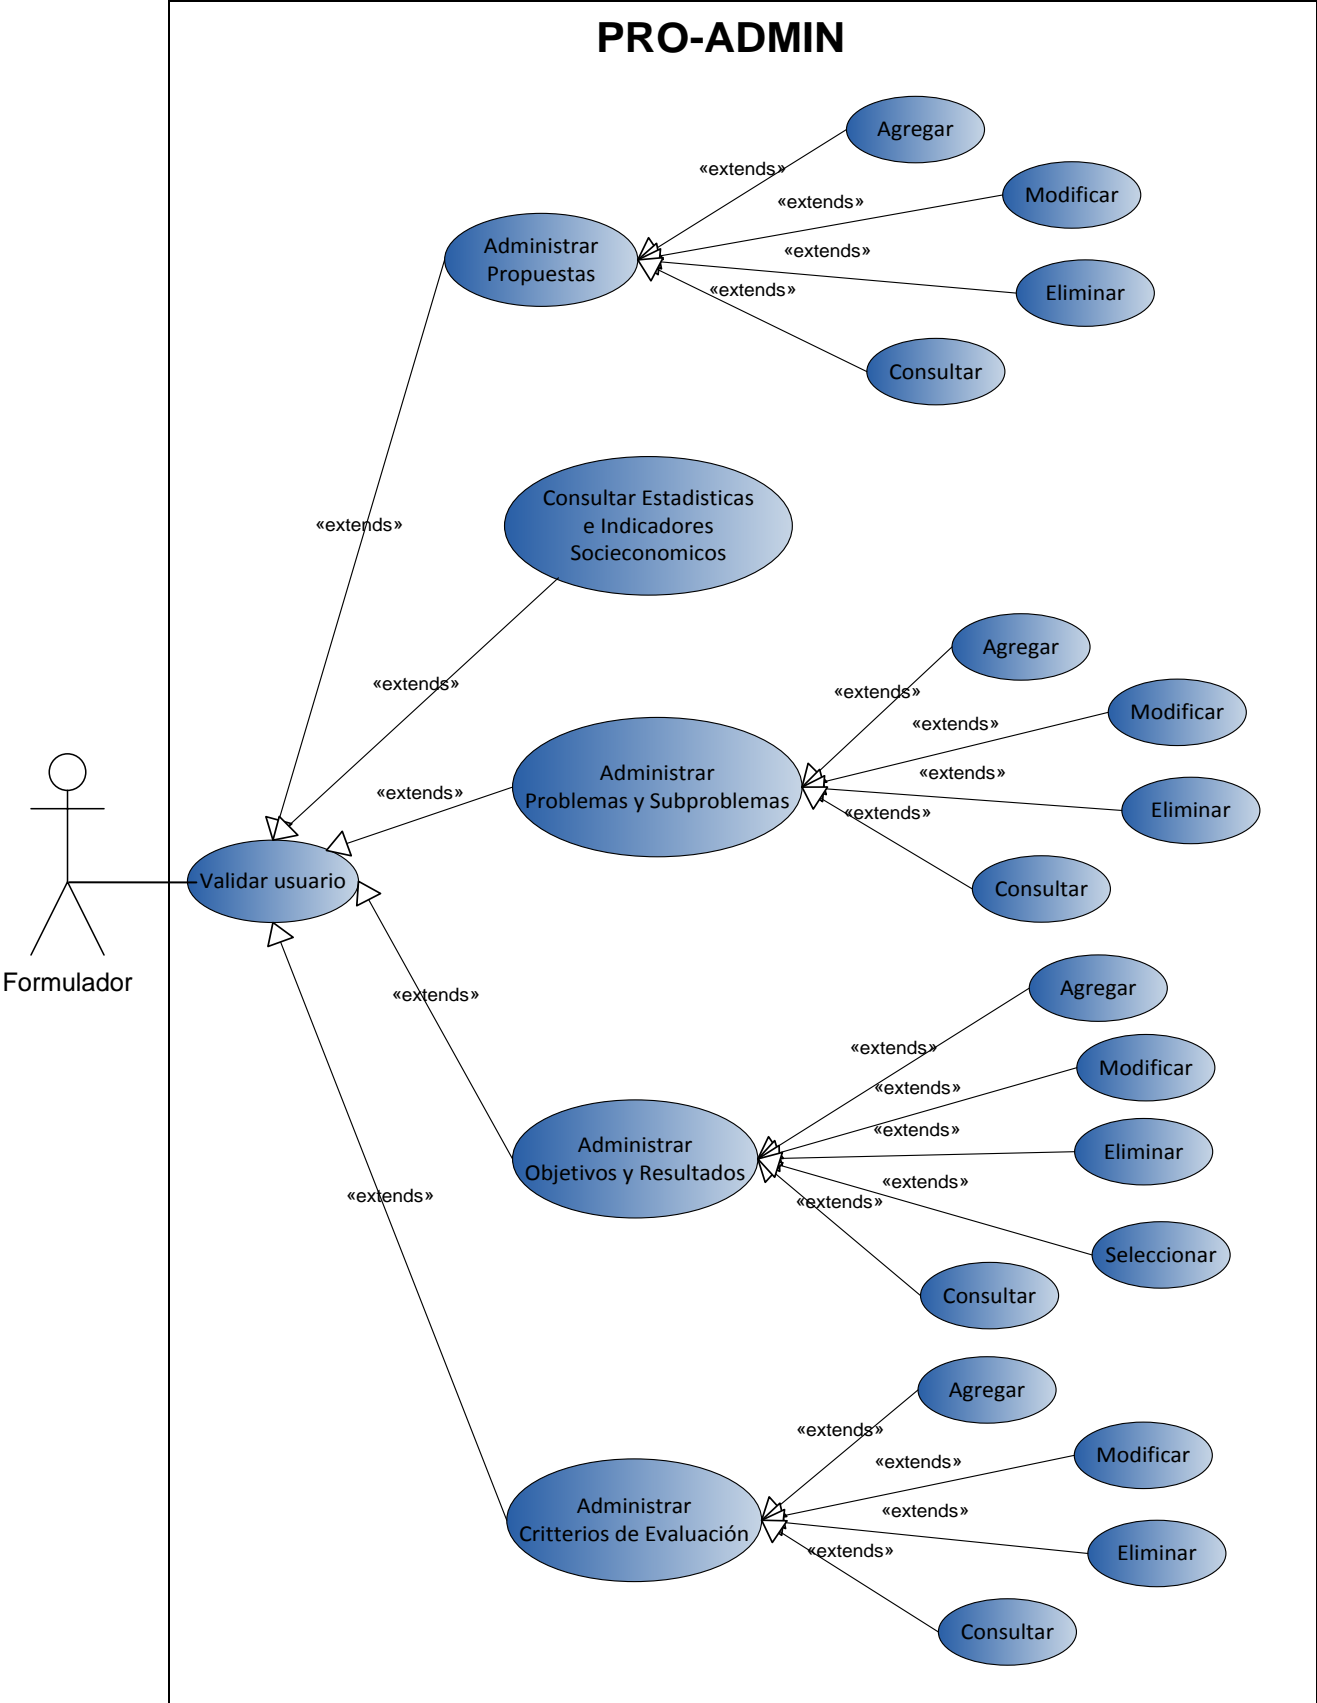 PRO-ADMIN
Agregar
«extends»
Modificar
«extends»
Administrar
Propuestas
«extends»
Eliminar
«extends»
Consultar
Consultar Estadisticas
e Indicadores
Socieconomicos
«extends»
«extends»
Agregar
«extends»
Modificar
«extends»
Administrar
Problemas y Subproblemas
«extends»
«extends»
Eliminar
«extends»
Consultar
Validar usuario
Formulador
«extends»
Agregar
«extends»
Modificar
«extends»
Administrar
Objetivos y Resultados
«extends»
Eliminar
«extends»
«extends»
«extends»
Seleccionar
Consultar
Agregar
«extends»
Modificar
«extends»
Administrar
Critterios de Evaluación
«extends»
Eliminar
«extends»
Consultar